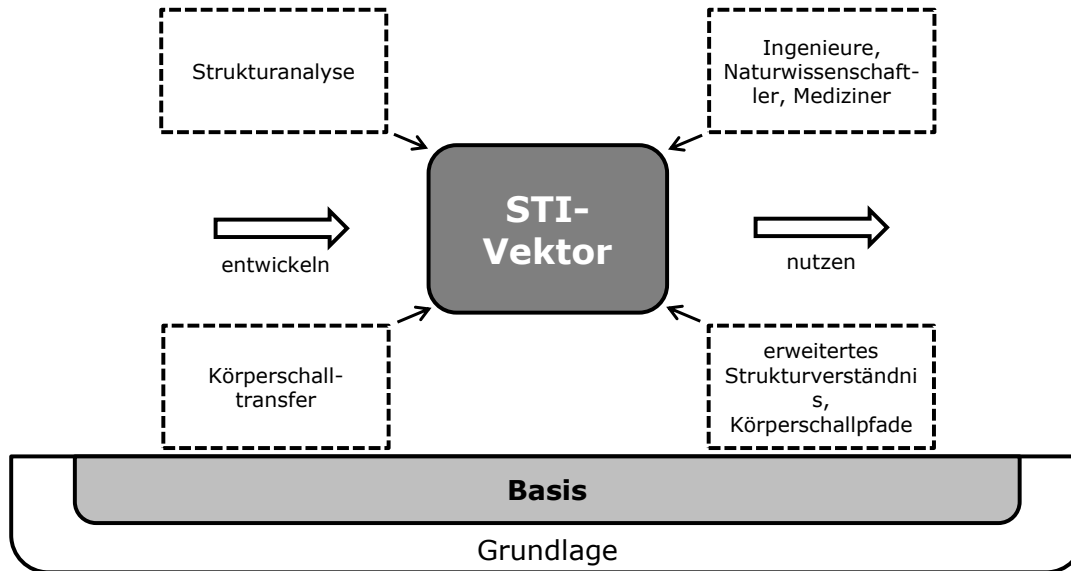 Strukturanalyse
Ingenieure,
Naturwissenschaft-
ler, Mediziner
STI-
Vektor
entwickeln
nutzen
Körperschall-
transfer
erweitertes
Strukturverständni
s,
Körperschallpfade
Basis
Grundlage